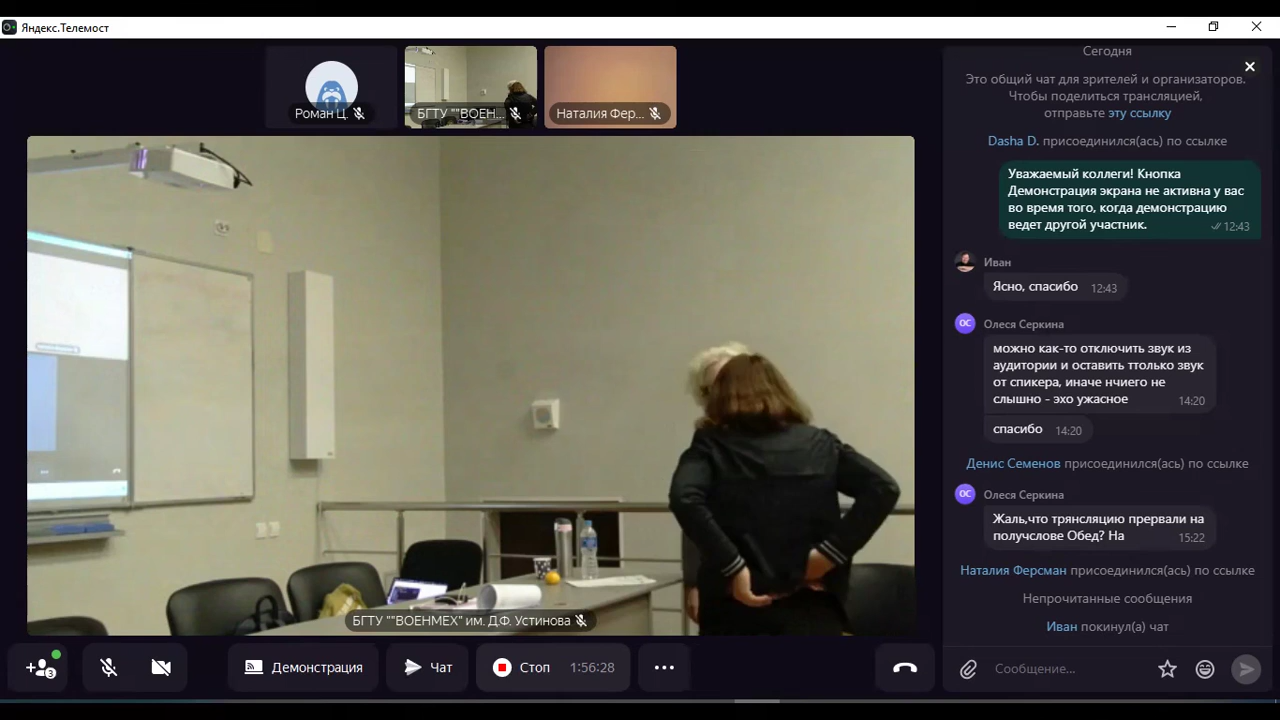 Яндекс.Телемост
Роман Ц.
БГТУ ""ВОЕН...
Наталия Фер...
Сегодня
Это общий чат для зрителей и организаторов.
Чтобы поделиться трансляцией,
отправьте эту ссылку
Dasha D. присоединился(ась) по ссылке
Уважаемый коллеги! Кнопка
Демонстрация экрана не активна у вас
во время того, когда демонстрацию
ведет другой участник.
12:43
Иван
Ясно, спасибо 12:43
ОС Олеся Серкина
можно как-то отключить звук из
аудитории и оставить ттолько звук
от спикера, иначе нчиего не
слышно - эхо ужасное 14:20
спасибо 14:20
Денис Семенов присоединился(ась) по ссылке
ОС Олеся Серкина
Жаль,что трянсляцию прервали на
получслове Обед? На 15:22
Наталия Ферсман присоединился(ась) по ссылке
Непрочитанные сообщения
Иван покинул(а) чат
БГТУ ""ВОЕНМЕХ" им. Д.Ф. Устинова
3
Демонстрация
Чат
Стоп 1:56:28
Сообщение...